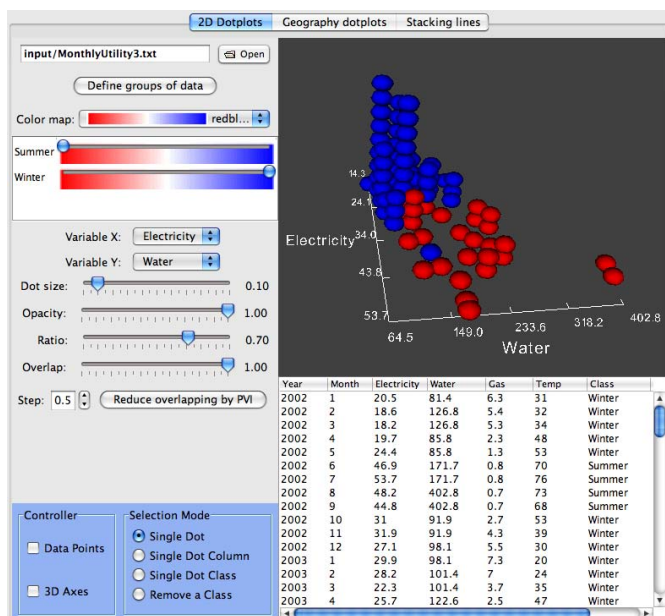 2D Dotplots Geography dotplots Stacking lines
input/MonthlyUtility3.txt Open
Define groups of data
Color map: redbl...
Summer
Winter
Variable X: Electricity
Variable Y: Water
Dot size: 0.10
Opacity: 1.00
Ratio: 0.70
Overlap: 1.00
Step: 0.5 Reduce overlapping by PVI
Controller
Data Points
3D Axes
Selection Mode
Single Dot
Single Dot Column
Single Dot Class
Remove a Class
14.3
24.1
Electricity 34.0
43.8
53.7
64.5 149.0 233.6 318.2 402.8
Water
Year Month Electricity Water Gas Temp Class
2002 1 20.5 81.4 6.3 31 Winter
2002 2 18.6 126.8 5.4 32 Winter
2002 3 18.2 126.8 5.3 34 Winter
2002 4 19.7 85.8 2.3 48 Winter
2002 5 24.4 85.8 1.3 53 Winter
2002 6 46.9 171.7 0.8 70 Summer
2002 7 53.7 171.7 0.8 76 Summer
2002 8 48.2 402.8 0.7 73 Summer
2002 9 44.8 402.8 0.7 68 Summer
2002 10 31 91.9 2.7 53 Winter
2002 11 31.9 91.9 4.3 39 Winter
2002 12 27.1 98.1 5.5 30 Winter
2003 1 29.9 98.1 7.3 20 Winter
2003 2 28.2 101.4 7 24 Winter
2003 3 22.3 101.4 3.7 35 Winter
2003 4 25.7 122.6 2.5 47 Winter